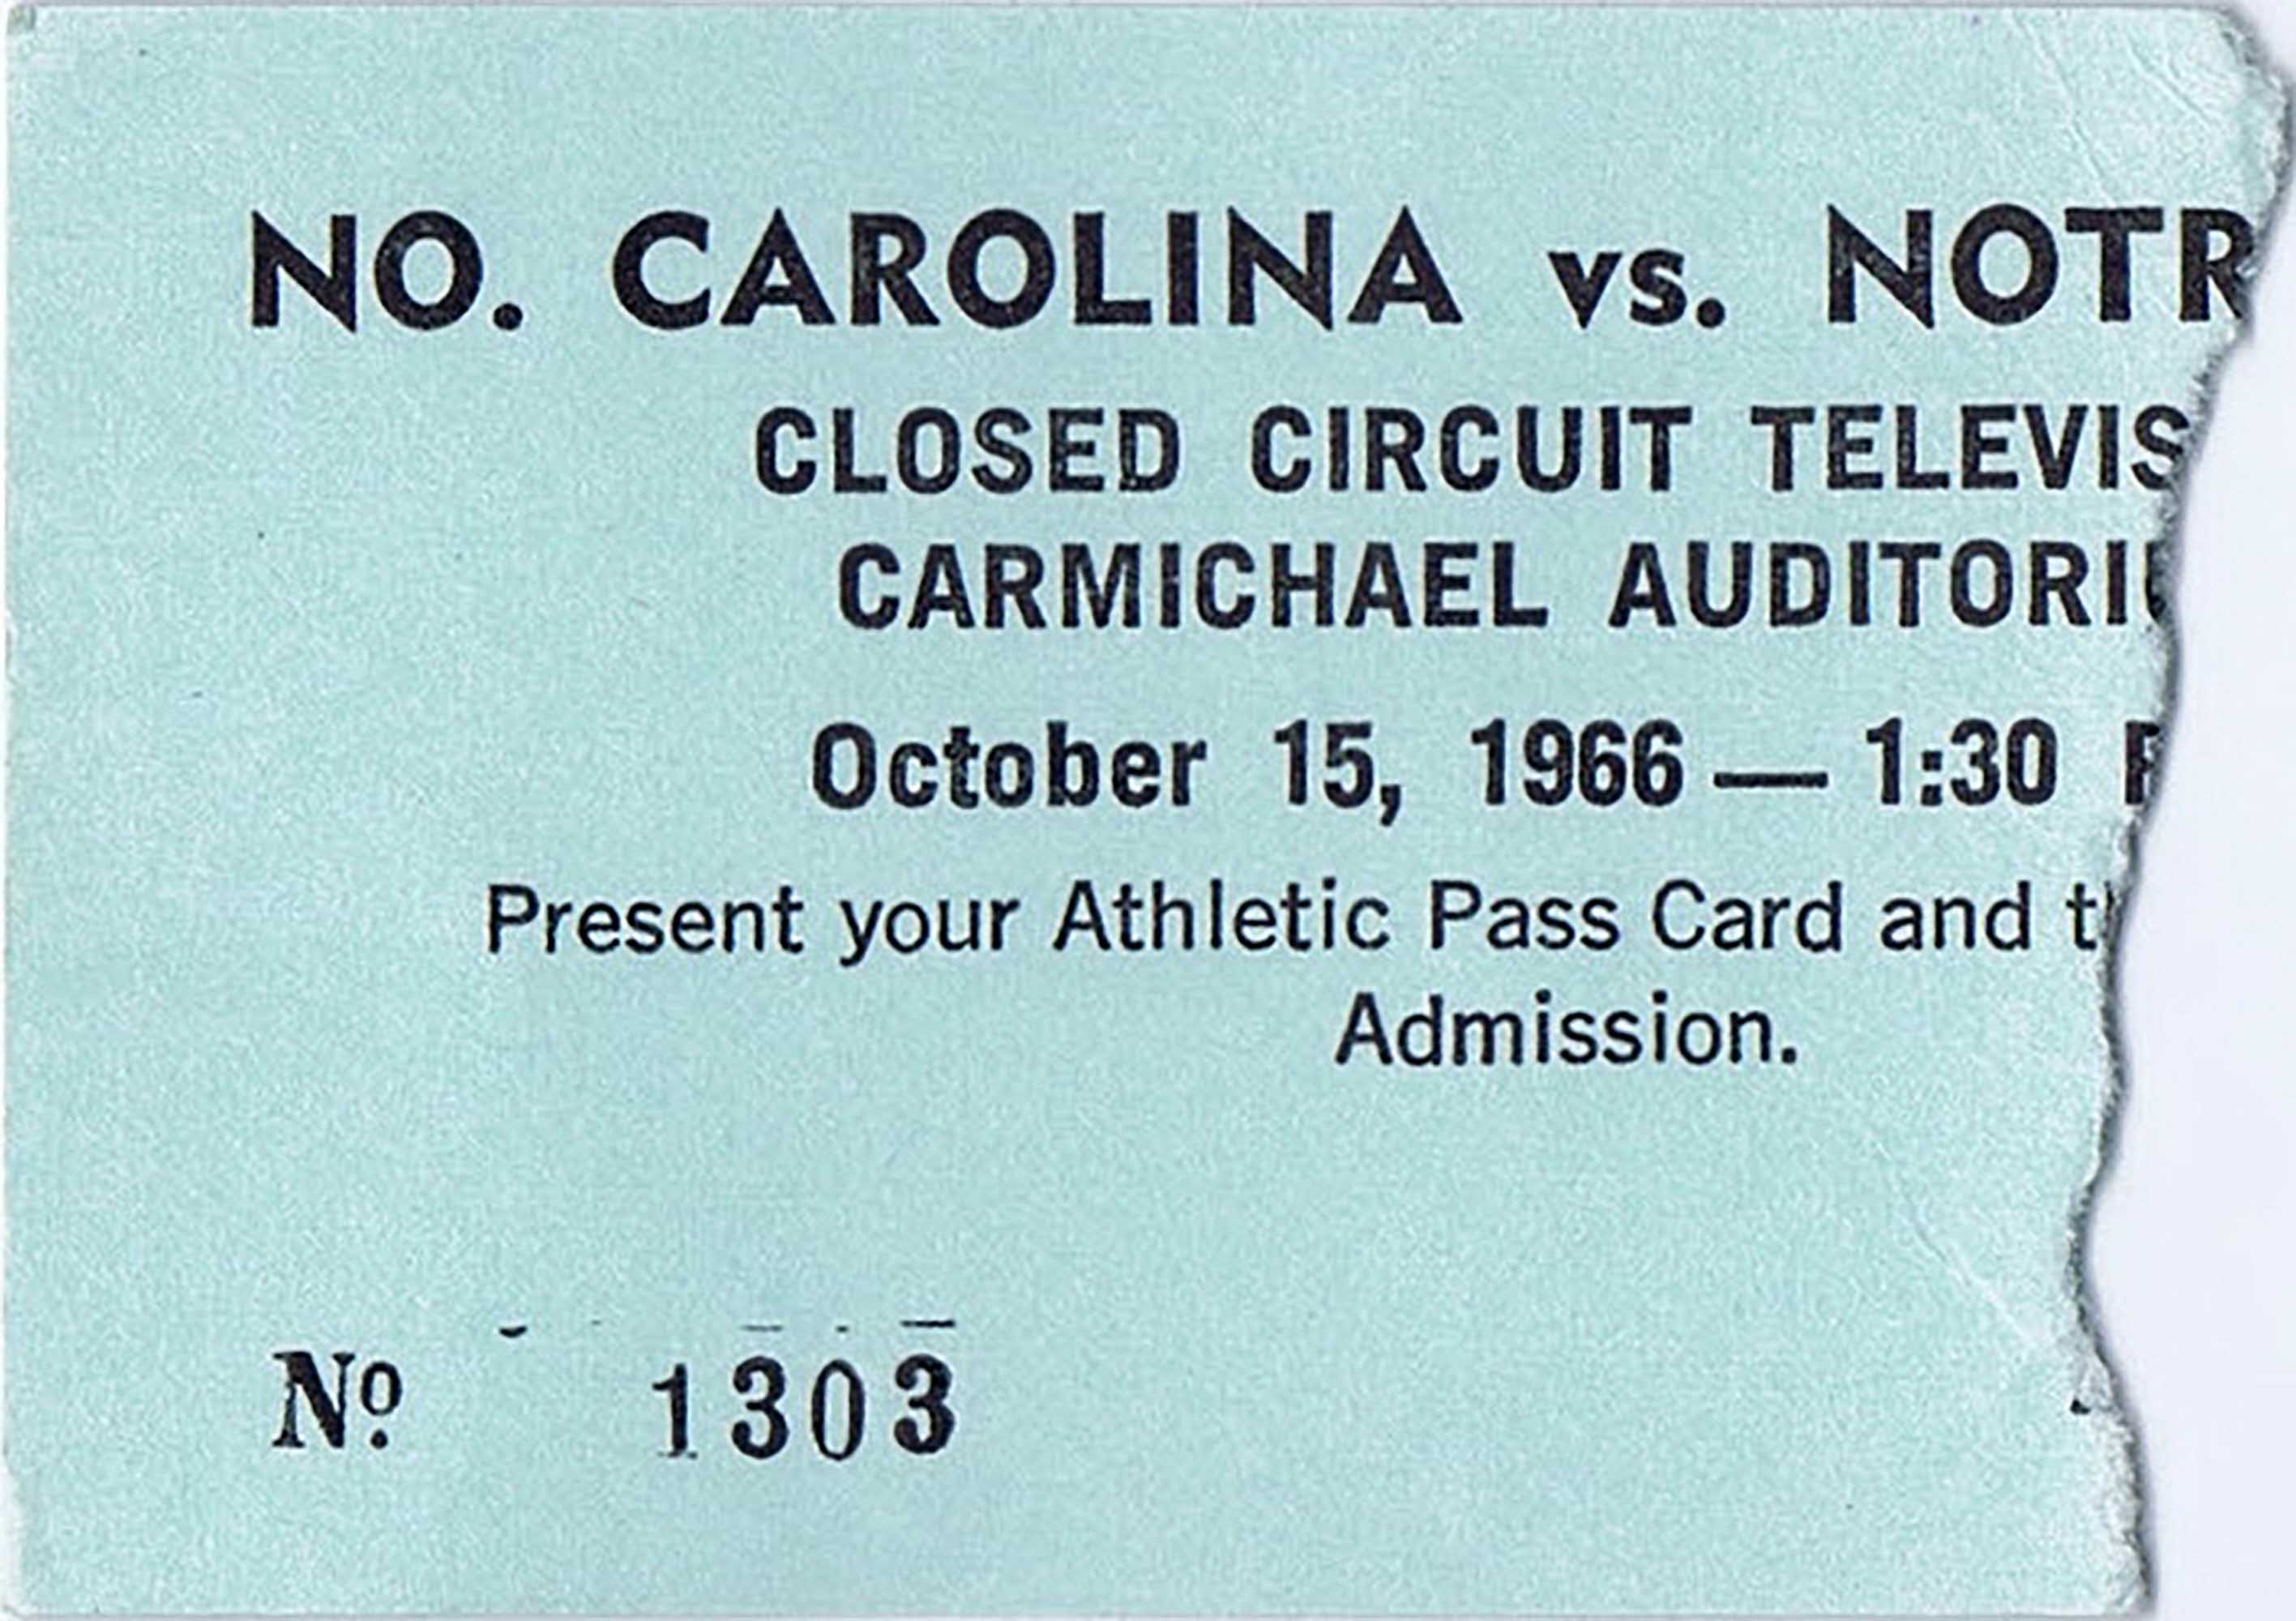 NO. CAROLINA vs. NOTR
CLOSED CIRCUIT TELEVIS
CARMICHAEL AUDITORIU
October 15, 1966 — 1:30 P
Present your Athletic Pass Card and t
Admission.
Nº 1303